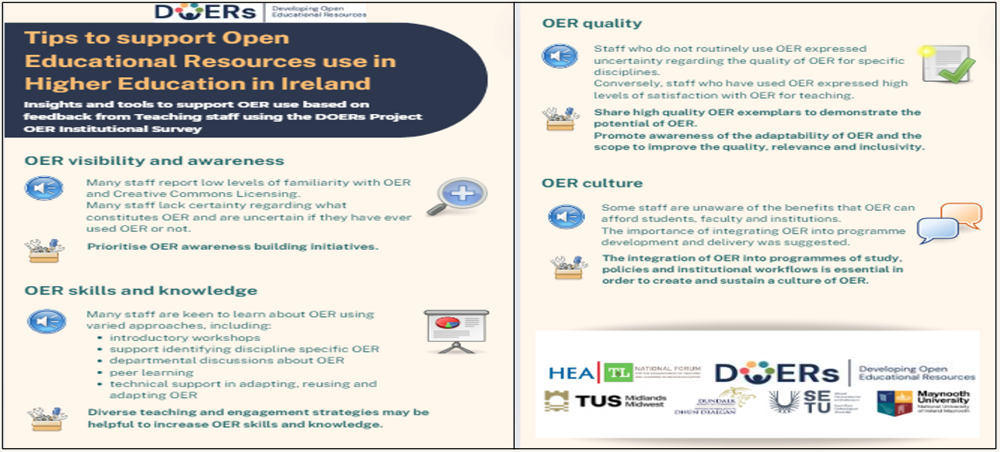 DOERs
Developing Open
Educational Resources
Tips to support Open
Educational Resources use in
Higher Education in Ireland
Insights and tools to support OER use based on
feedback from Teaching staff using the DOERs Project
OER Institutional Survey
OER visibility and awareness
Many staff report low levels of familiarity with OER
and Creative Commons Licensing.
Many staff lack certainty regarding what
constitutes OER and are uncertain if they have ever
used OER or not.
Prioritise OER awareness building initiatives.
OER skills and knowledge
Many staff are keen to learn about OER using
varied approaches, including:
• introductory workshops
• support identifying discipline specific OER
• departmental discussions about OER
• peer learning
• technical support in adapting, reusing and
adapting OER
Diverse teaching and engagement strategies may be
helpful to increase OER skills and knowledge.
OER quality
Staff who do not routinely use OER expressed
uncertainty regarding the quality of OER for specific
disciplines.
Conversely, staff who have used OER expressed high
levels of satisfaction with OER for teaching.
Share high quality OER exemplars to demonstrate the
potential of OER.
Promote awareness of the adaptability of OER and the
scope to improve the quality, relevance and inclusivity.
OER culture
Some staff are unaware of the benefits that OER can
afford students, faculty and institutions.
The importance of integrating OER into programme
development and delivery was suggested.
The integration of OER into programmes of study,
policies and institutional workflows is essential in
order to create and sustain a culture of OER.
HEA
TL
NATIONAL FORUM
DOERs
Developing Open
Educational Resources
TUS
Midlands
Midwest
DUNDALK
DHÚN DEALGAN
SE
TU
Maynooth
University
National University
of Ireland Maynooth